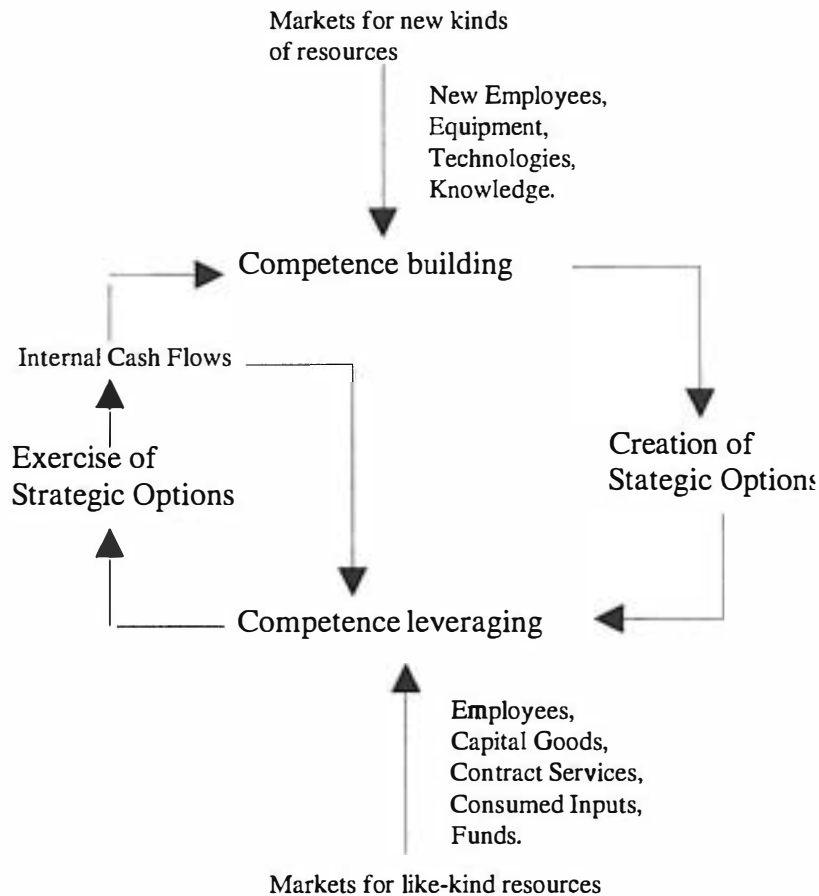 Markets for new kinds
of resources
New Employees,
Equipment,
Technologies,
Knowledge.
Competence building
Internal Cash Flows
Exercise of
Strategic Options
Creation of
Stategic Options
Competence leveraging
Employees,
Capital Goods,
Contract Services,
Consumed Inputs,
Funds.
Markets for like-kind resources